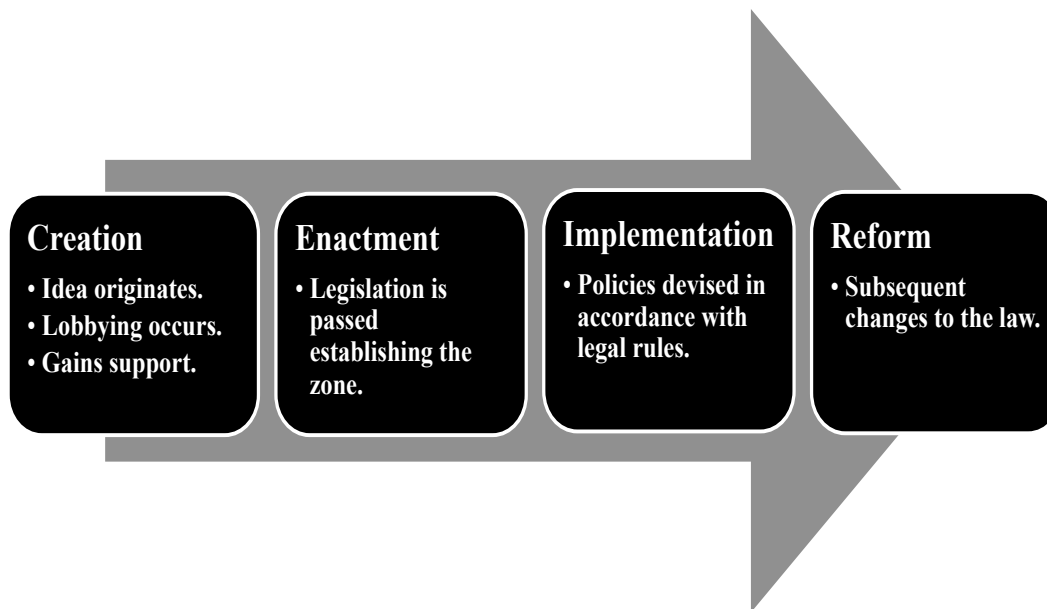 Creation
• Idea originates.
• Lobbying occurs.
• Gains support.
Enactment
• Legislation is
passed
establishing the
zone.
Implementation
• Policies devised in
accordance with
legal rules.
Reform
• Subsequent
changes to the law.